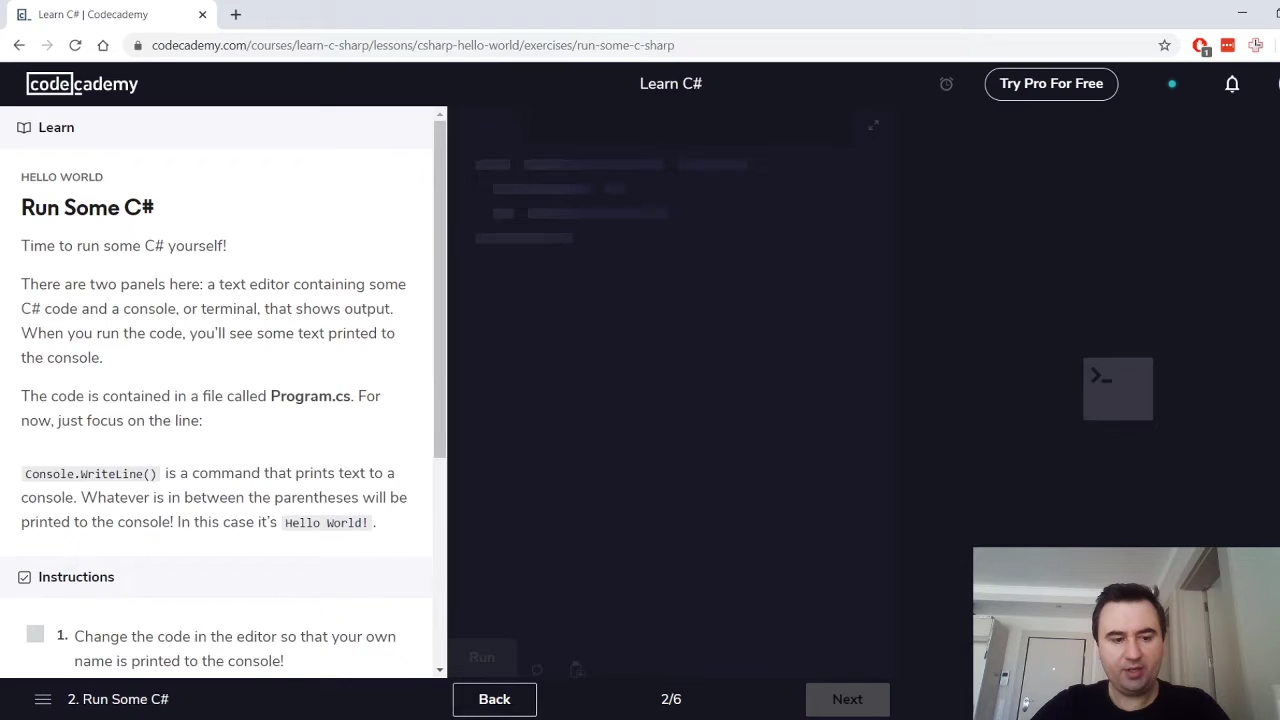 Learn C# | Codecademy
codecademy.com/courses/learn-c-sharp/lessons/csharp-hello-world/exercises/run-some-c-sharp
1
codecademy
Learn C#
Try Pro For Free
Learn
HELLO WORLD
Run Some C#
Time to run some C# yourself!
There are two panels here: a text editor containing some
C# code and a console, or terminal, that shows output.
When you run the code, you'll see some text printed to
the console.
The code is contained in a file called Program.cs. For
now, just focus on the line:
Console.WriteLine() is a command that prints text to a
console. Whatever is in between the parentheses will be
printed to the console! In this case it's Hello World!.
Instructions
1. Change the code in the editor so that your own
name is printed to the console!
Run
2. Run Some C#
Back
2/6
Next